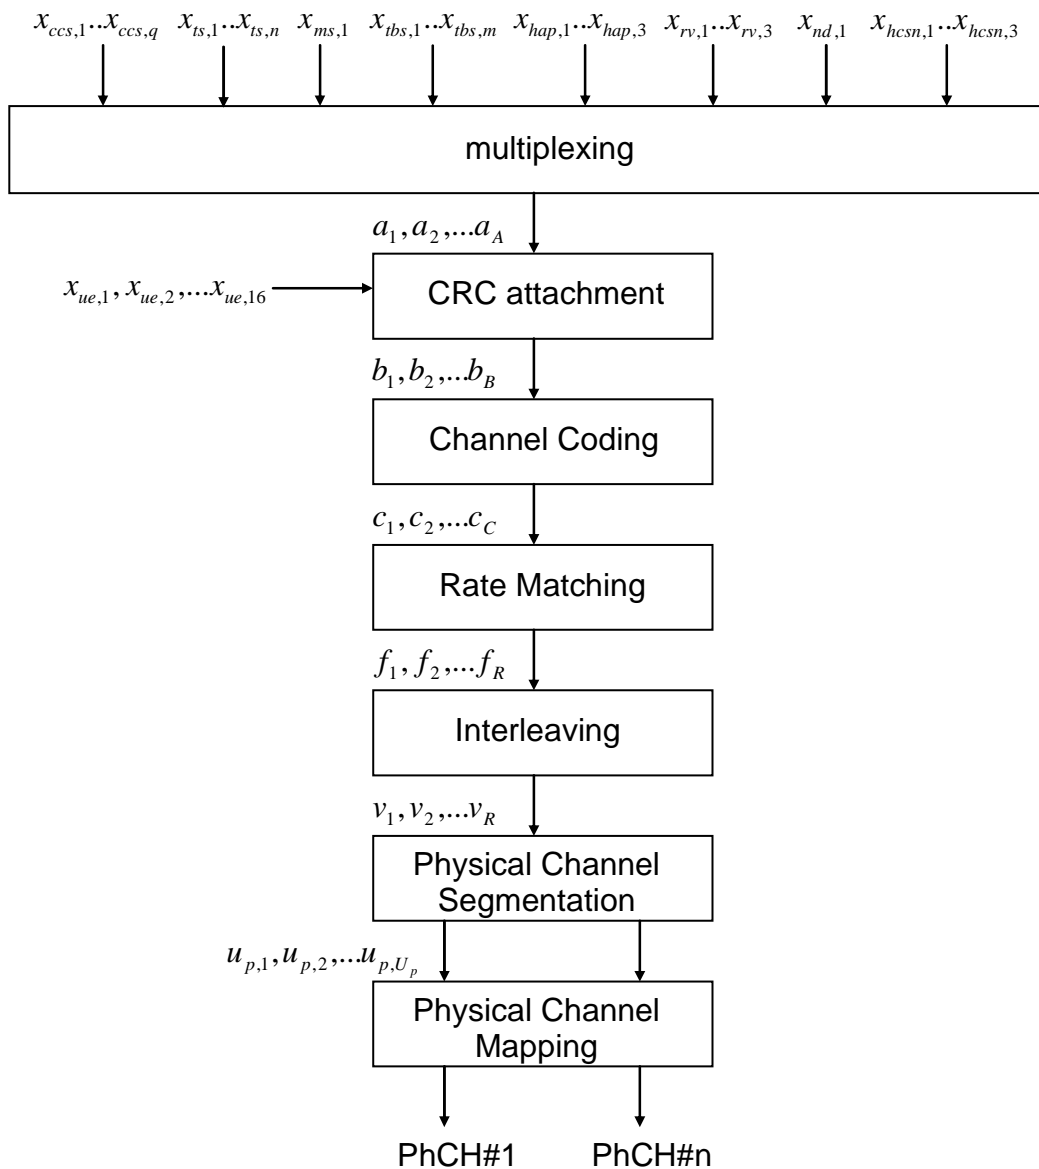 x_{ccs,1}..x_{ccs,q} x_{ts,1}..x_{ts,n} x_{ms,1} x_{tbs,1}..x_{tbs,m} x_{hap,1}..x_{hap,3} x_{rv,1}..x_{rv,3} x_{nd,1} x_{hcsn,1}..x_{hcsn,3}
multiplexing
a_1,a_2,...a_A
x_{ue,1},x_{ue,2},...x_{ue,16}
CRC attachment
b_1,b_2,...b_B
Channel Coding
c_1,c_2,...c_C
Rate Matching
f_1,f_2,...f_R
Interleaving
v_1,v_2,...v_R
Physical Channel
Segmentation
u_{p,1},u_{p,2},...u_{p,U_p}
Physical Channel
Mapping
PhCH#1 PhCH#n